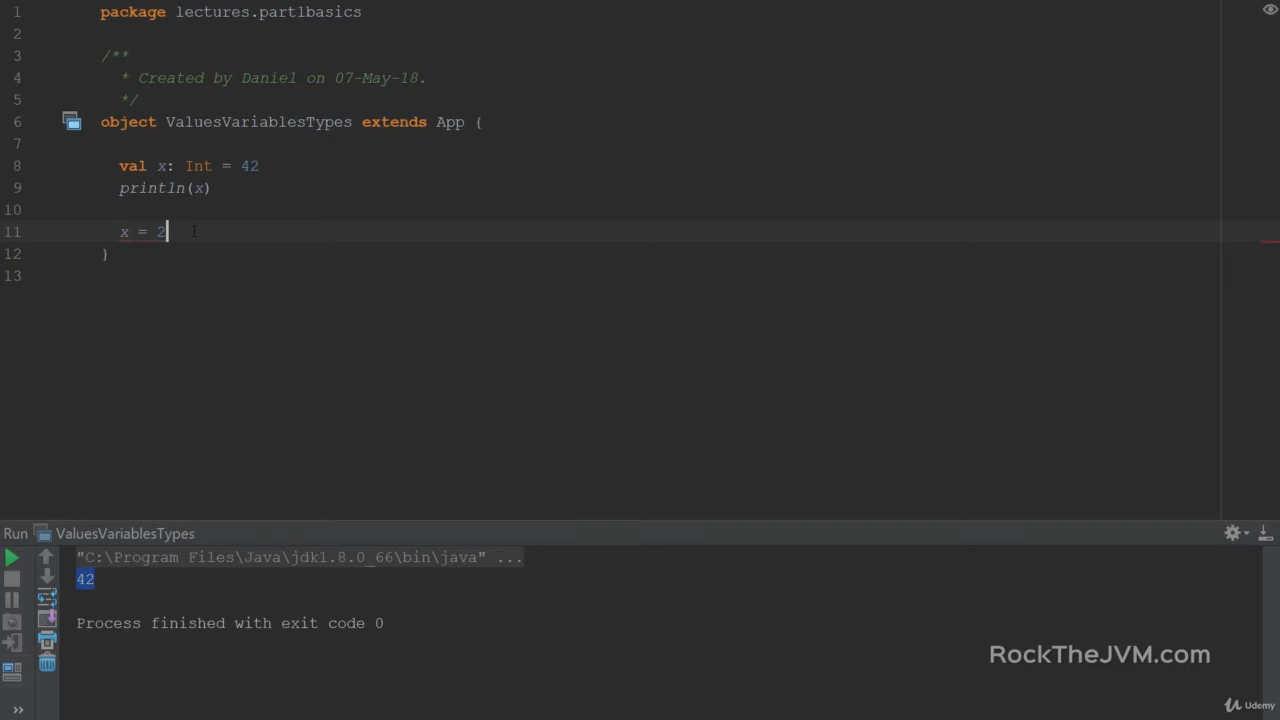 1 package lectures.part1basics
2
3 /**
4 * Created by Daniel on 07-May-18.
5 */
6 object ValuesVariablesTypes extends App {
7
8 val x: Int = 42
9 println(x)
10
11 x = 2
12 }
13
Run ValuesVariablesTypes
"C:\Program Files\Java\jdk1.8.0_66\bin\java" ...
42
Process finished with exit code 0
RockTheJVM.com
Udemy